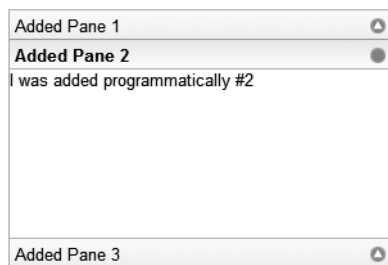 Added Pane 1
Added Pane 2
I was added programmatically #2
Added Pane 3